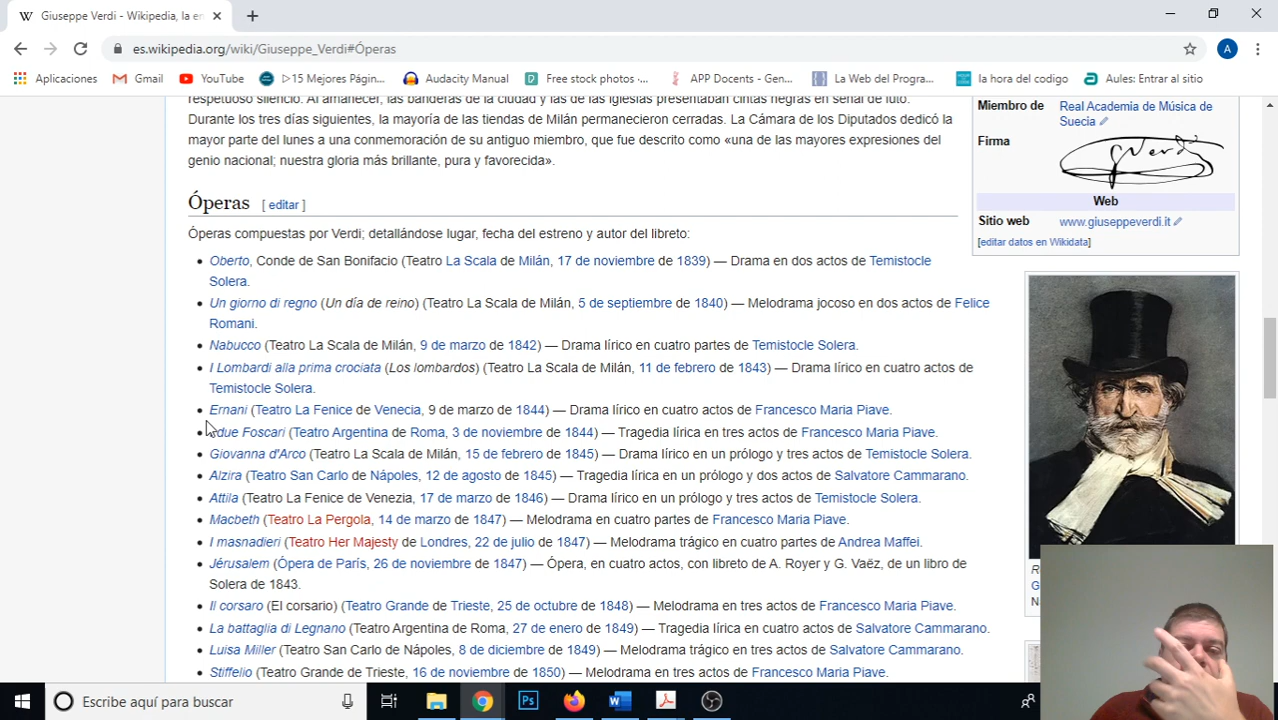 Giuseppe Verdi - Wikipedia, la en
es.wikipedia.org/wiki/Giuseppe_Verdi#Óperas
A
Aplicaciones Gmail YouTube ▷15 Mejores Págin... Audacity Manual Free stock photos ·... APP Docents - Gen... La Web del Progra... la hora del codigo Aules: Entrar al sitio
respetuoso silencio. Al amanecer, las banderas de la ciudad y las de las iglesias presentaban cintas negras en señal de luto.
Durante los tres días siguientes, la mayoría de las tiendas de Milán permanecieron cerradas. La Cámara de los Diputados dedicó la
mayor parte del lunes a una conmemoración de su antiguo miembro, que fue descrito como «una de las mayores expresiones del
genio nacional; nuestra gloria más brillante, pura y favorecida».
Óperas [ editar ]
Óperas compuestas por Verdi; detallándose lugar, fecha del estreno y autor del libreto:
• Oberto, Conde de San Bonifacio (Teatro La Scala de Milán, 17 de noviembre de 1839) — Drama en dos actos de Temistocle
Solera.
• Un giorno di regno (Un día de reino) (Teatro La Scala de Milán, 5 de septiembre de 1840) — Melodrama jocoso en dos actos de Felice
Romani.
• Nabucco (Teatro La Scala de Milán, 9 de marzo de 1842) — Drama lírico en cuatro partes de Temistocle Solera.
• I Lombardi alla prima crociata (Los lombardos) (Teatro La Scala de Milán, 11 de febrero de 1843) — Drama lírico en cuatro actos de
Temistocle Solera.
• Ernani (Teatro La Fenice de Venecia, 9 de marzo de 1844) — Drama lírico en cuatro actos de Francesco Maria Piave.
• due Foscari (Teatro Argentina de Roma, 3 de noviembre de 1844) — Tragedia lírica en tres actos de Francesco Maria Piave.
• Giovanna d'Arco (Teatro La Scala de Milán, 15 de febrero de 1845) — Drama lírico en un prólogo y tres actos de Temistocle Solera.
• Alzira (Teatro San Carlo de Nápoles, 12 de agosto de 1845) — Tragedia lírica en un prólogo y dos actos de Salvatore Cammarano.
• Attila (Teatro La Fenice de Venezia, 17 de marzo de 1846) — Drama lírico en un prólogo y tres actos de Temistocle Solera.
• Macbeth (Teatro La Pergola, 14 de marzo de 1847) — Melodrama en cuatro partes de Francesco Maria Piave.
• I masnadieri (Teatro Her Majesty de Londres, 22 de julio de 1847) — Melodrama trágico en cuatro partes de Andrea Maffei.
• Jérusalem (Ópera de París, 26 de noviembre de 1847) — Ópera, en cuatro actos, con libreto de A. Royer y G. Vaëz, de un libro de
Solera de 1843.
• Il corsaro (El corsario) (Teatro Grande de Trieste, 25 de octubre de 1848) — Melodrama en tres actos de Francesco Maria Piave.
• La battaglia di Legnano (Teatro Argentina de Roma, 27 de enero de 1849) — Tragedia lírica en cuatro actos de Salvatore Cammarano.
• Luisa Miller (Teatro San Carlo de Nápoles, 8 de diciembre de 1849) — Melodrama trágico en tres actos de Salvatore Cammarano.
• Stiffelio (Teatro Grande de Trieste, 16 de noviembre de 1850) — Melodrama en tres actos de Francesco Maria Piave.
Miembro de Real Academia de Música de
Suecia
Firma GVerdi
Web
Sitio web www.giuseppeverdi.it
[editar datos en Wikidata]
Escribe aquí para buscar
Ps